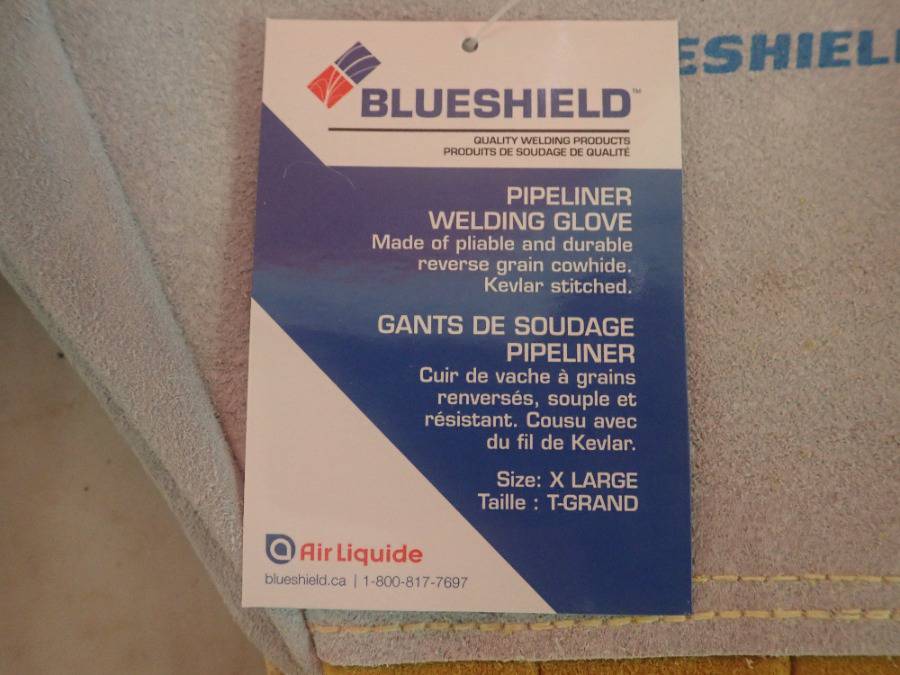 ESHIEL
BLUESHIELD™
QUALITY WELDING PRODUCTS
PRODUITS DE SOUDAGE DE QUALITÉ
PIPELINER
WELDING GLOVE
Made of pliable and durable
reverse grain cowhide.
Kevlar stitched.
GANTS DE SOUDAGE
PIPELINER
Cuir de vache à grains
renversés, souple et
résistant. Cousu avec
du fil de Kevlar.
Size: X LARGE
Taille : T-GRAND
Air Liquide
blueshield.ca | 1-800-817-7697